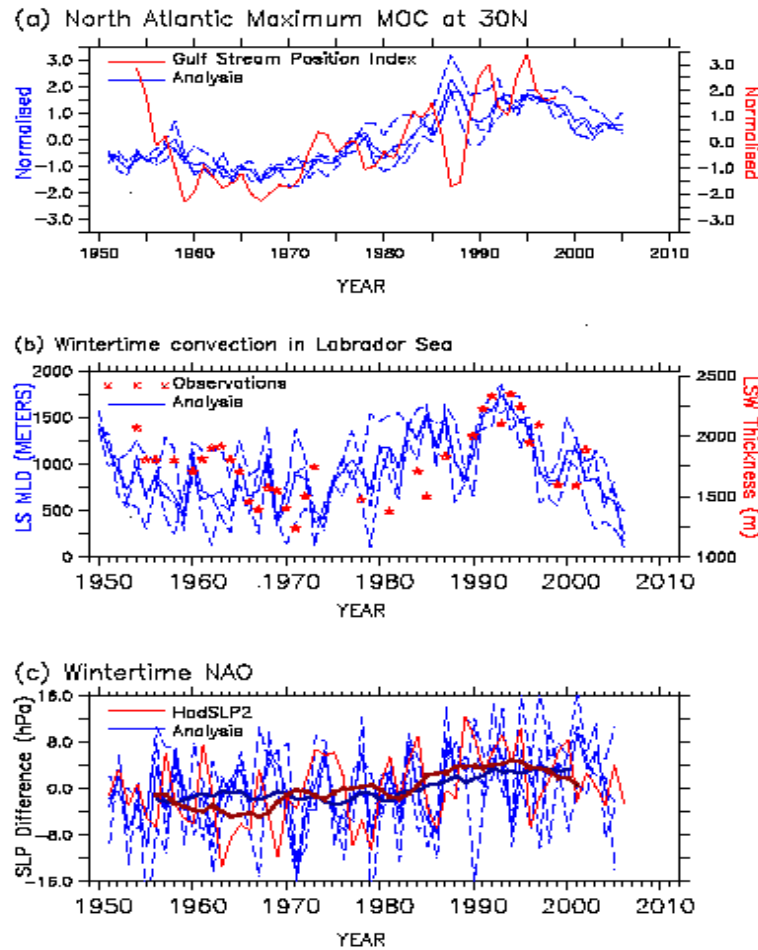 (a) North Atlantic Maximum MOC at 30N
3.0
2.0
1.0
0.0
-1.0
-2.0
-3.0
Normalised
Gulf Stream Position Index
Analysis
3.0
2.0
1.0
0.0
-1.0
-2.0
-3.0
Normalised
1950 1960 1970 1980 1990 2000 2010
YEAR
(b) Wintertime convection in Labrador Sea
2000
1500
1000
500
0
LS MLD (METERS)
Observations
Analysis
2500
2000
1500
1000
LSW Thickness (m)
1950 1960 1970 1980 1990 2000 2010
YEAR
(c) Wintertime NAO
8.0
0.0
-8.0
SLP Difference (hPa)
HadSLP2
Analysis
1950 1960 1970 1980 1990 2000 2010
YEAR